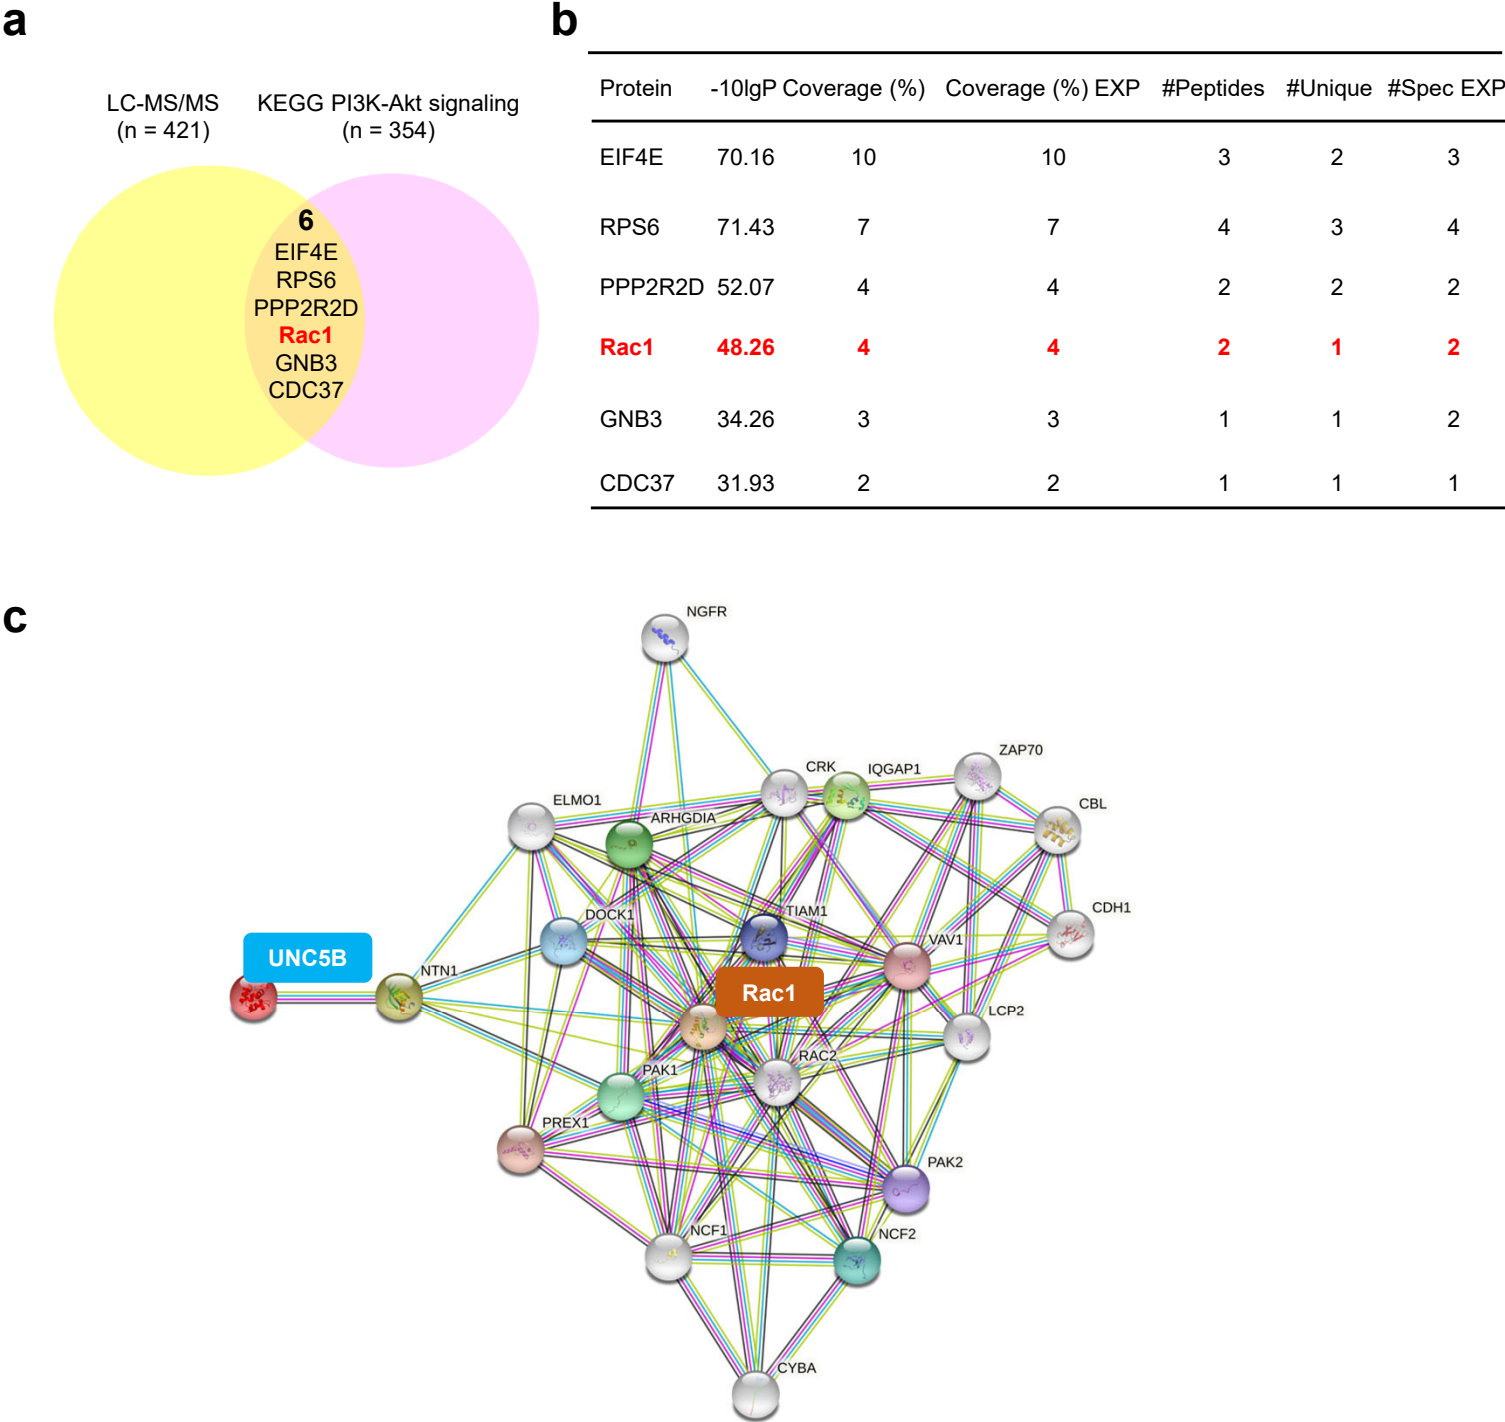 a
LC-MS/MS
(n = 421)
KEGG PI3K-Akt signaling
(n = 354)
6
EIF4E
RPS6
PPP2R2D
Rac1
GNB3
CDC37
b
Protein -10lgP Coverage (%) Coverage (%) EXP #Peptides #Unique #Spec EXP
EIF4E 70.16 10 10 3 2 3
RPS6 71.43 7 7 4 3 4
PPP2R2D 52.07 4 4 2 2 2
Rac1 48.26 4 4 2 1 2
GNB3 34.26 3 3 1 1 2
CDC37 31.93 2 2 1 1 1
c
NGFR
ZAP70
CRK
IQGAP1
ELMO1
CBL
ARHGDIA
CDH1
DOCK1
TIAM1
VAV1
UNC5B
NTN1
Rac1
LCP2
RAC2
PAK1
PREX1
PAK2
NCF1
NCF2
CYBA